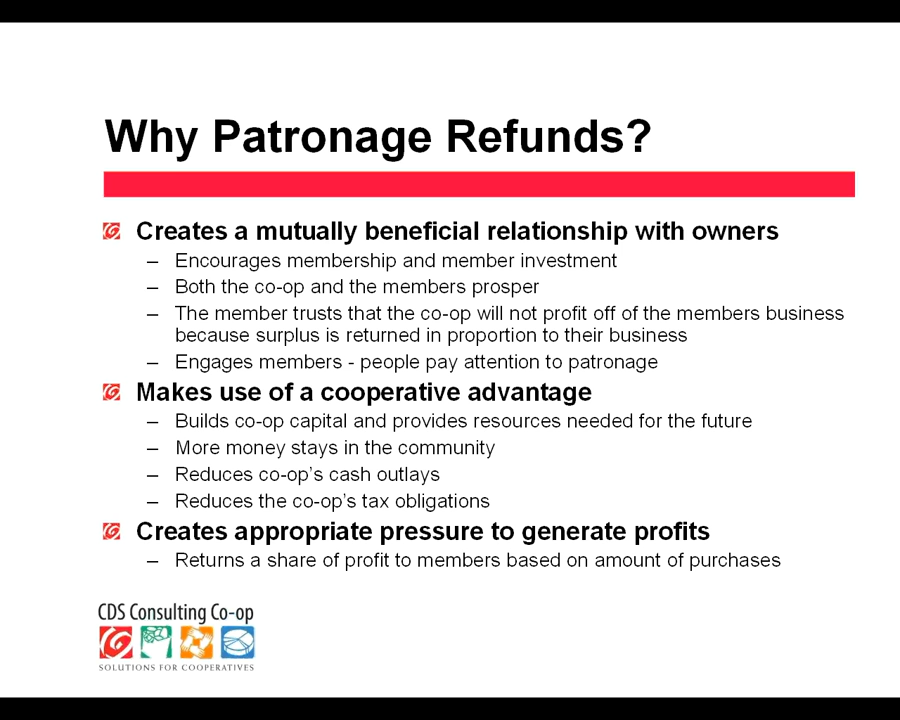 Why Patronage Refunds?
Creates a mutually beneficial relationship with owners
– Encourages membership and member investment
– Both the co-op and the members prosper
– The member trusts that the co-op will not profit off of the members business
because surplus is returned in proportion to their business
– Engages members - people pay attention to patronage
Makes use of a cooperative advantage
– Builds co-op capital and provides resources needed for the future
– More money stays in the community
– Reduces co-op's cash outlays
– Reduces the co-op's tax obligations
Creates appropriate pressure to generate profits
– Returns a share of profit to members based on amount of purchases
CDS Consulting Co-op
SOLUTIONS FOR COOPERATIVES